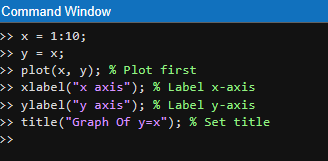 Command Window
>> x = 1:10;
>> y = x;
>> plot(x, y); % Plot first
>> xlabel("x axis"); % Label x-axis
>> ylabel("y axis"); % Label y-axis
>> title("Graph Of y=x"); % Set title
>>